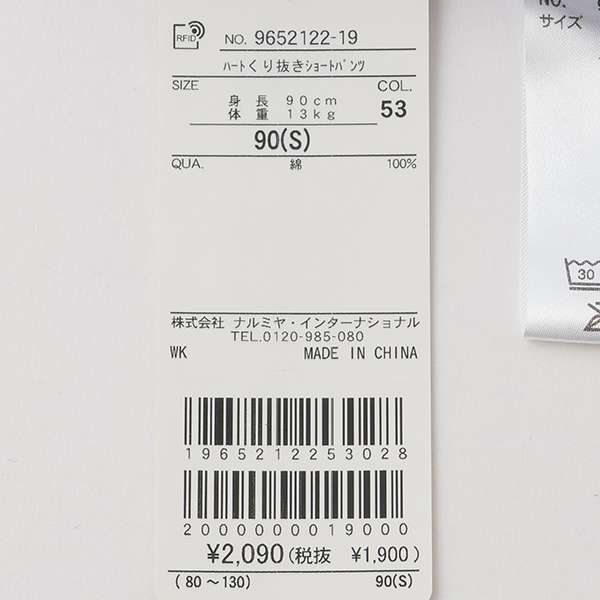 RFID NO. 9652122-19
ハートくり抜きショートパンツ
SIZE COL.
身 長 90cm
体 重 13kg 53
90(S)
QUA. 綿 100%
株式会社 ナルミヤ・インターナショナル
TEL.0120-985-080
WK MADE IN CHINA
1965212253028
2000000019000
¥2,090(税抜 ¥1,900)
(80～130) 90(S)
NO.
サイズ
30